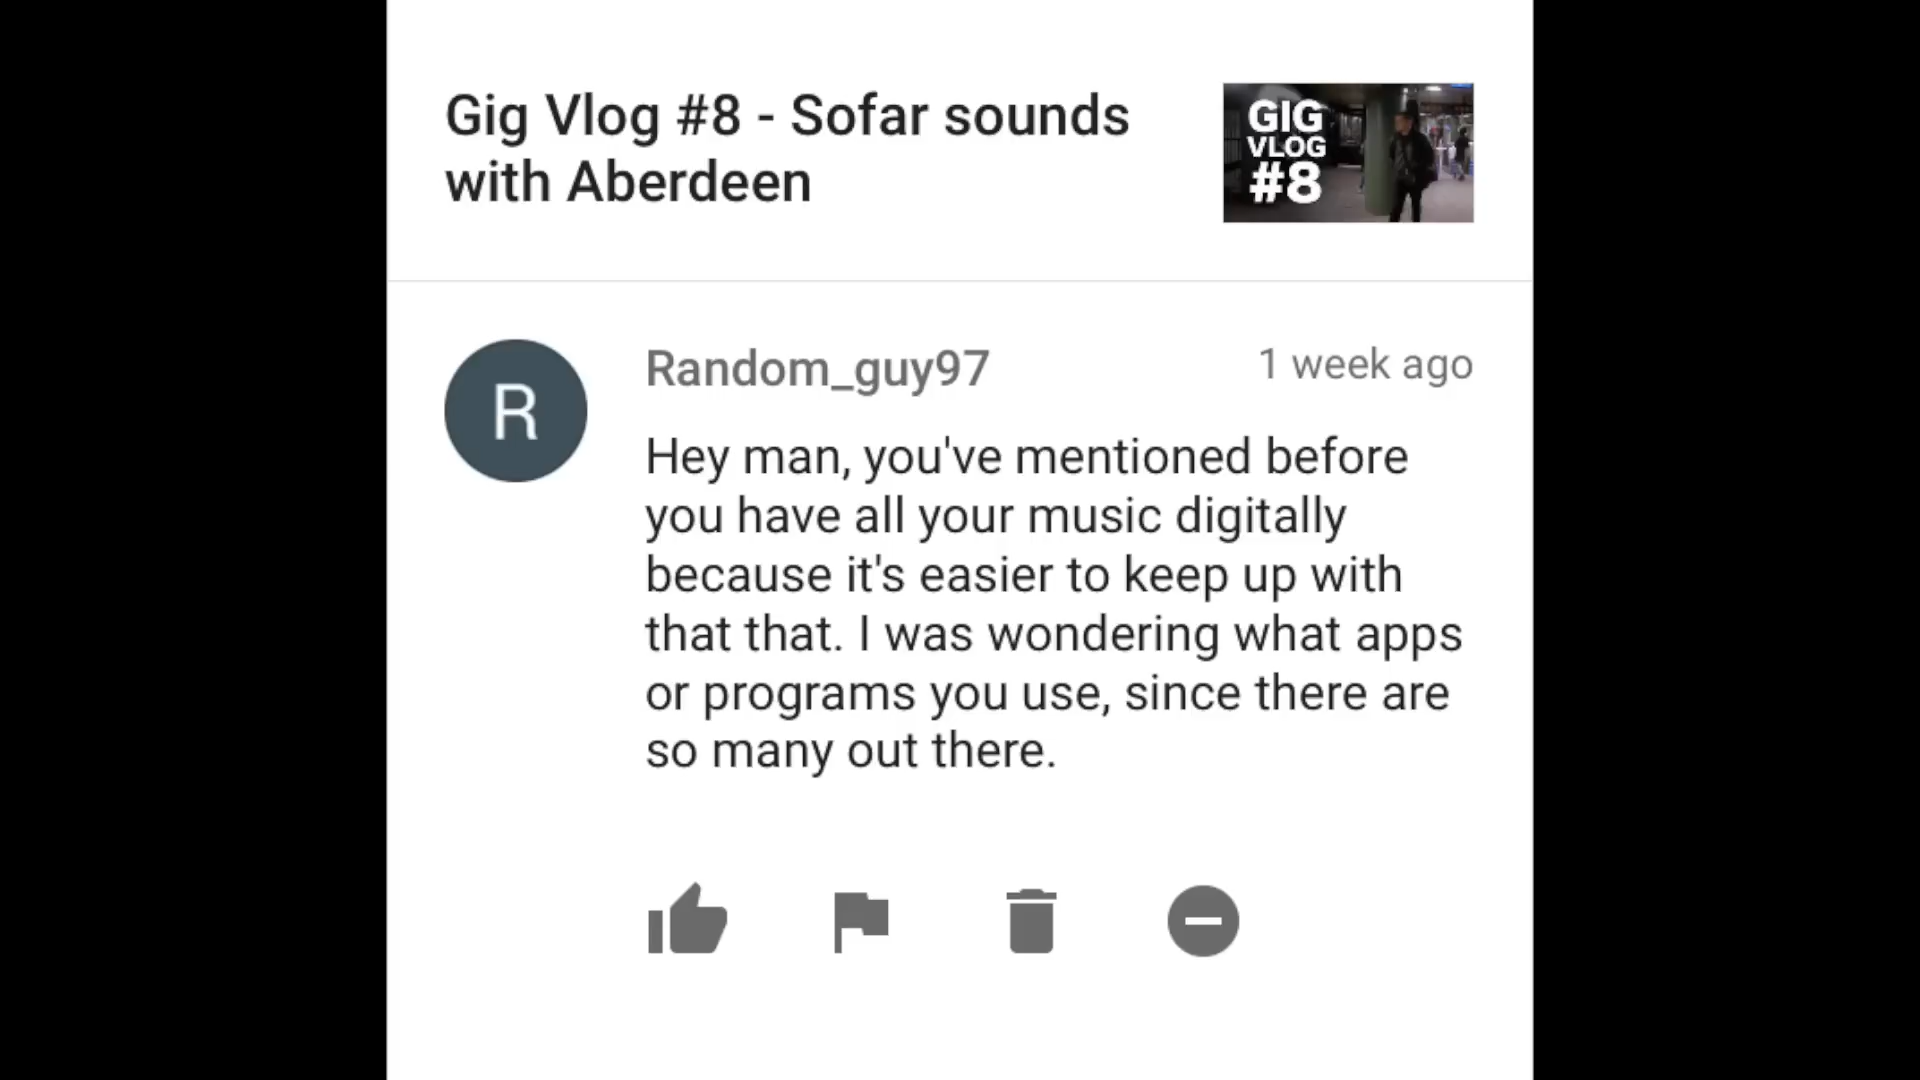 Gig Vlog #8 - Sofar sounds
with Aberdeen
GIG
VLOG
#8
R
Random_guy97
1 week ago
Hey man, you've mentioned before
you have all your music digitally
because it's easier to keep up with
that that. I was wondering what apps
or programs you use, since there are
so many out there.